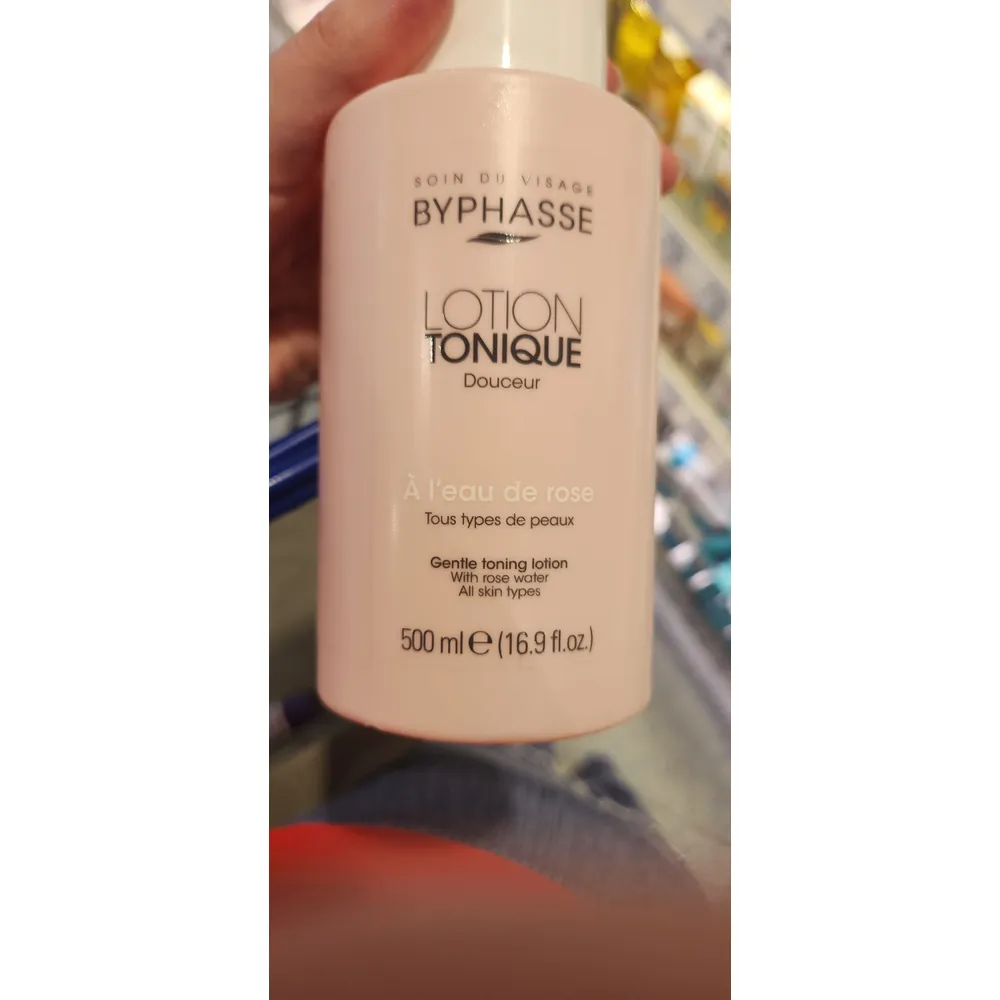 SOIN DU VISAGE
BYPHASSE
LOTION
TONIQUE
Douceur
À l'eau de rose
Tous types de peaux
Gentle toning lotion
With rose water
All skin types
500 ml e (16.9 fl.oz.)